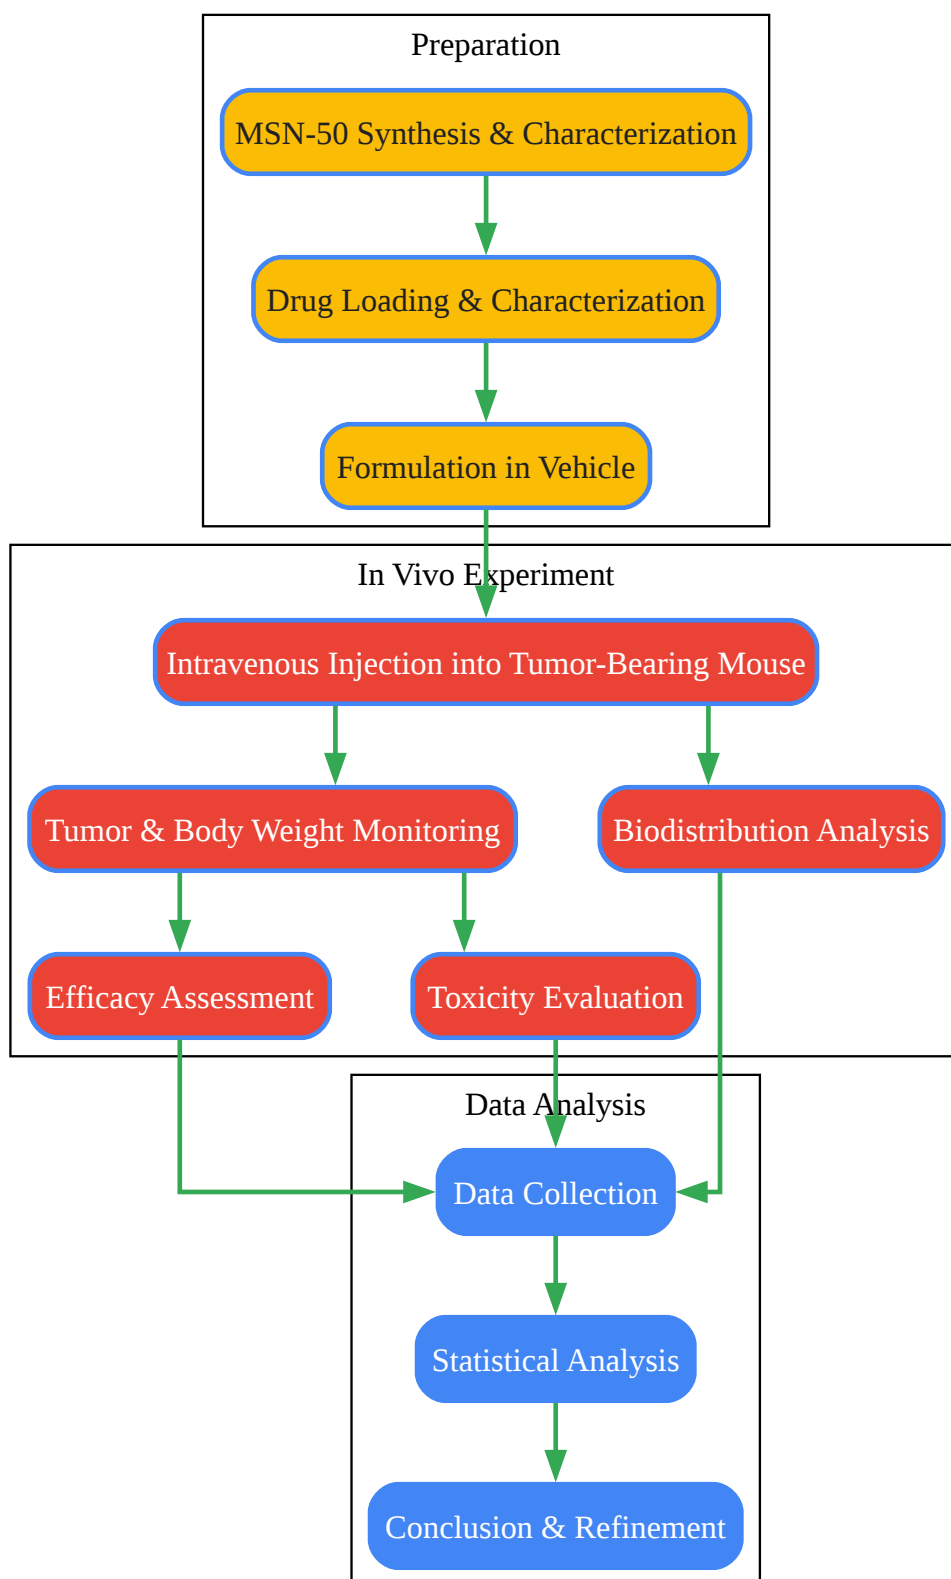 Preparation
MSN-50 Synthesis & Characterization
Drug Loading & Characterization
Formulation in Vehicle
In Vivo Experiment
Intravenous Injection into Tumor-Bearing Mouse
Tumor & Body Weight Monitoring
Biodistribution Analysis
Efficacy Assessment
Toxicity Evaluation
Data Analysis
Data Collection
Statistical Analysis
Conclusion & Refinement